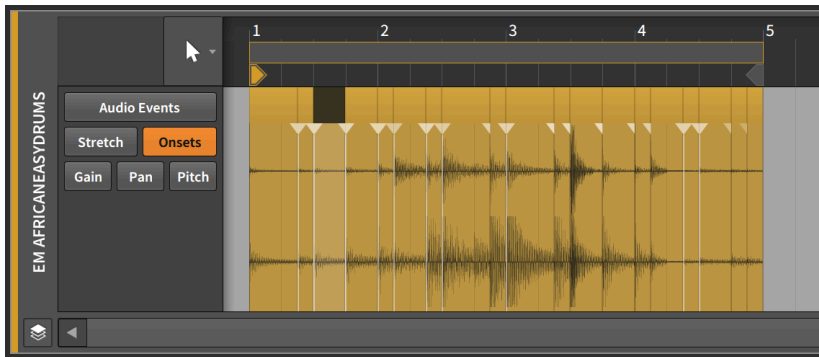 1 2 3 4 5
EM AFRICANEASYDRUMS
Audio Events
Stretch Onsets
Gain Pan Pitch